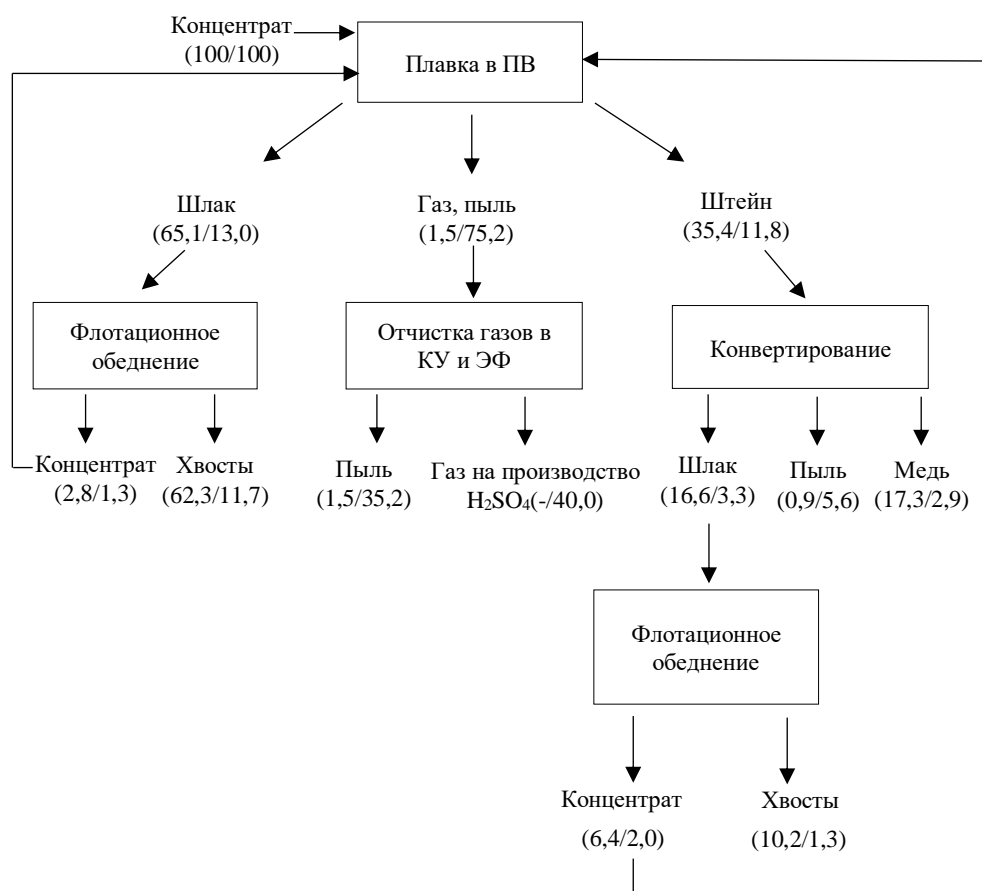 Концентрат
(100/100)
Плавка в ПВ
Шлак
(65,1/13,0)
Газ, пыль
(1,5/75,2)
Штейн
(35,4/11,8)
Флотационное
обеднение
Отчистка газов в
КУ и ЭФ
Конвертирование
Концентрат
(2,8/1,3)
Хвосты
(62,3/11,7)
Пыль
(1,5/35,2)
Газ на производство
H₂SO₄(-/40,0)
Шлак
(16,6/3,3)
Пыль
(0,9/5,6)
Медь
(17,3/2,9)
Флотационное
обеднение
Концентрат
(6,4/2,0)
Хвосты
(10,2/1,3)